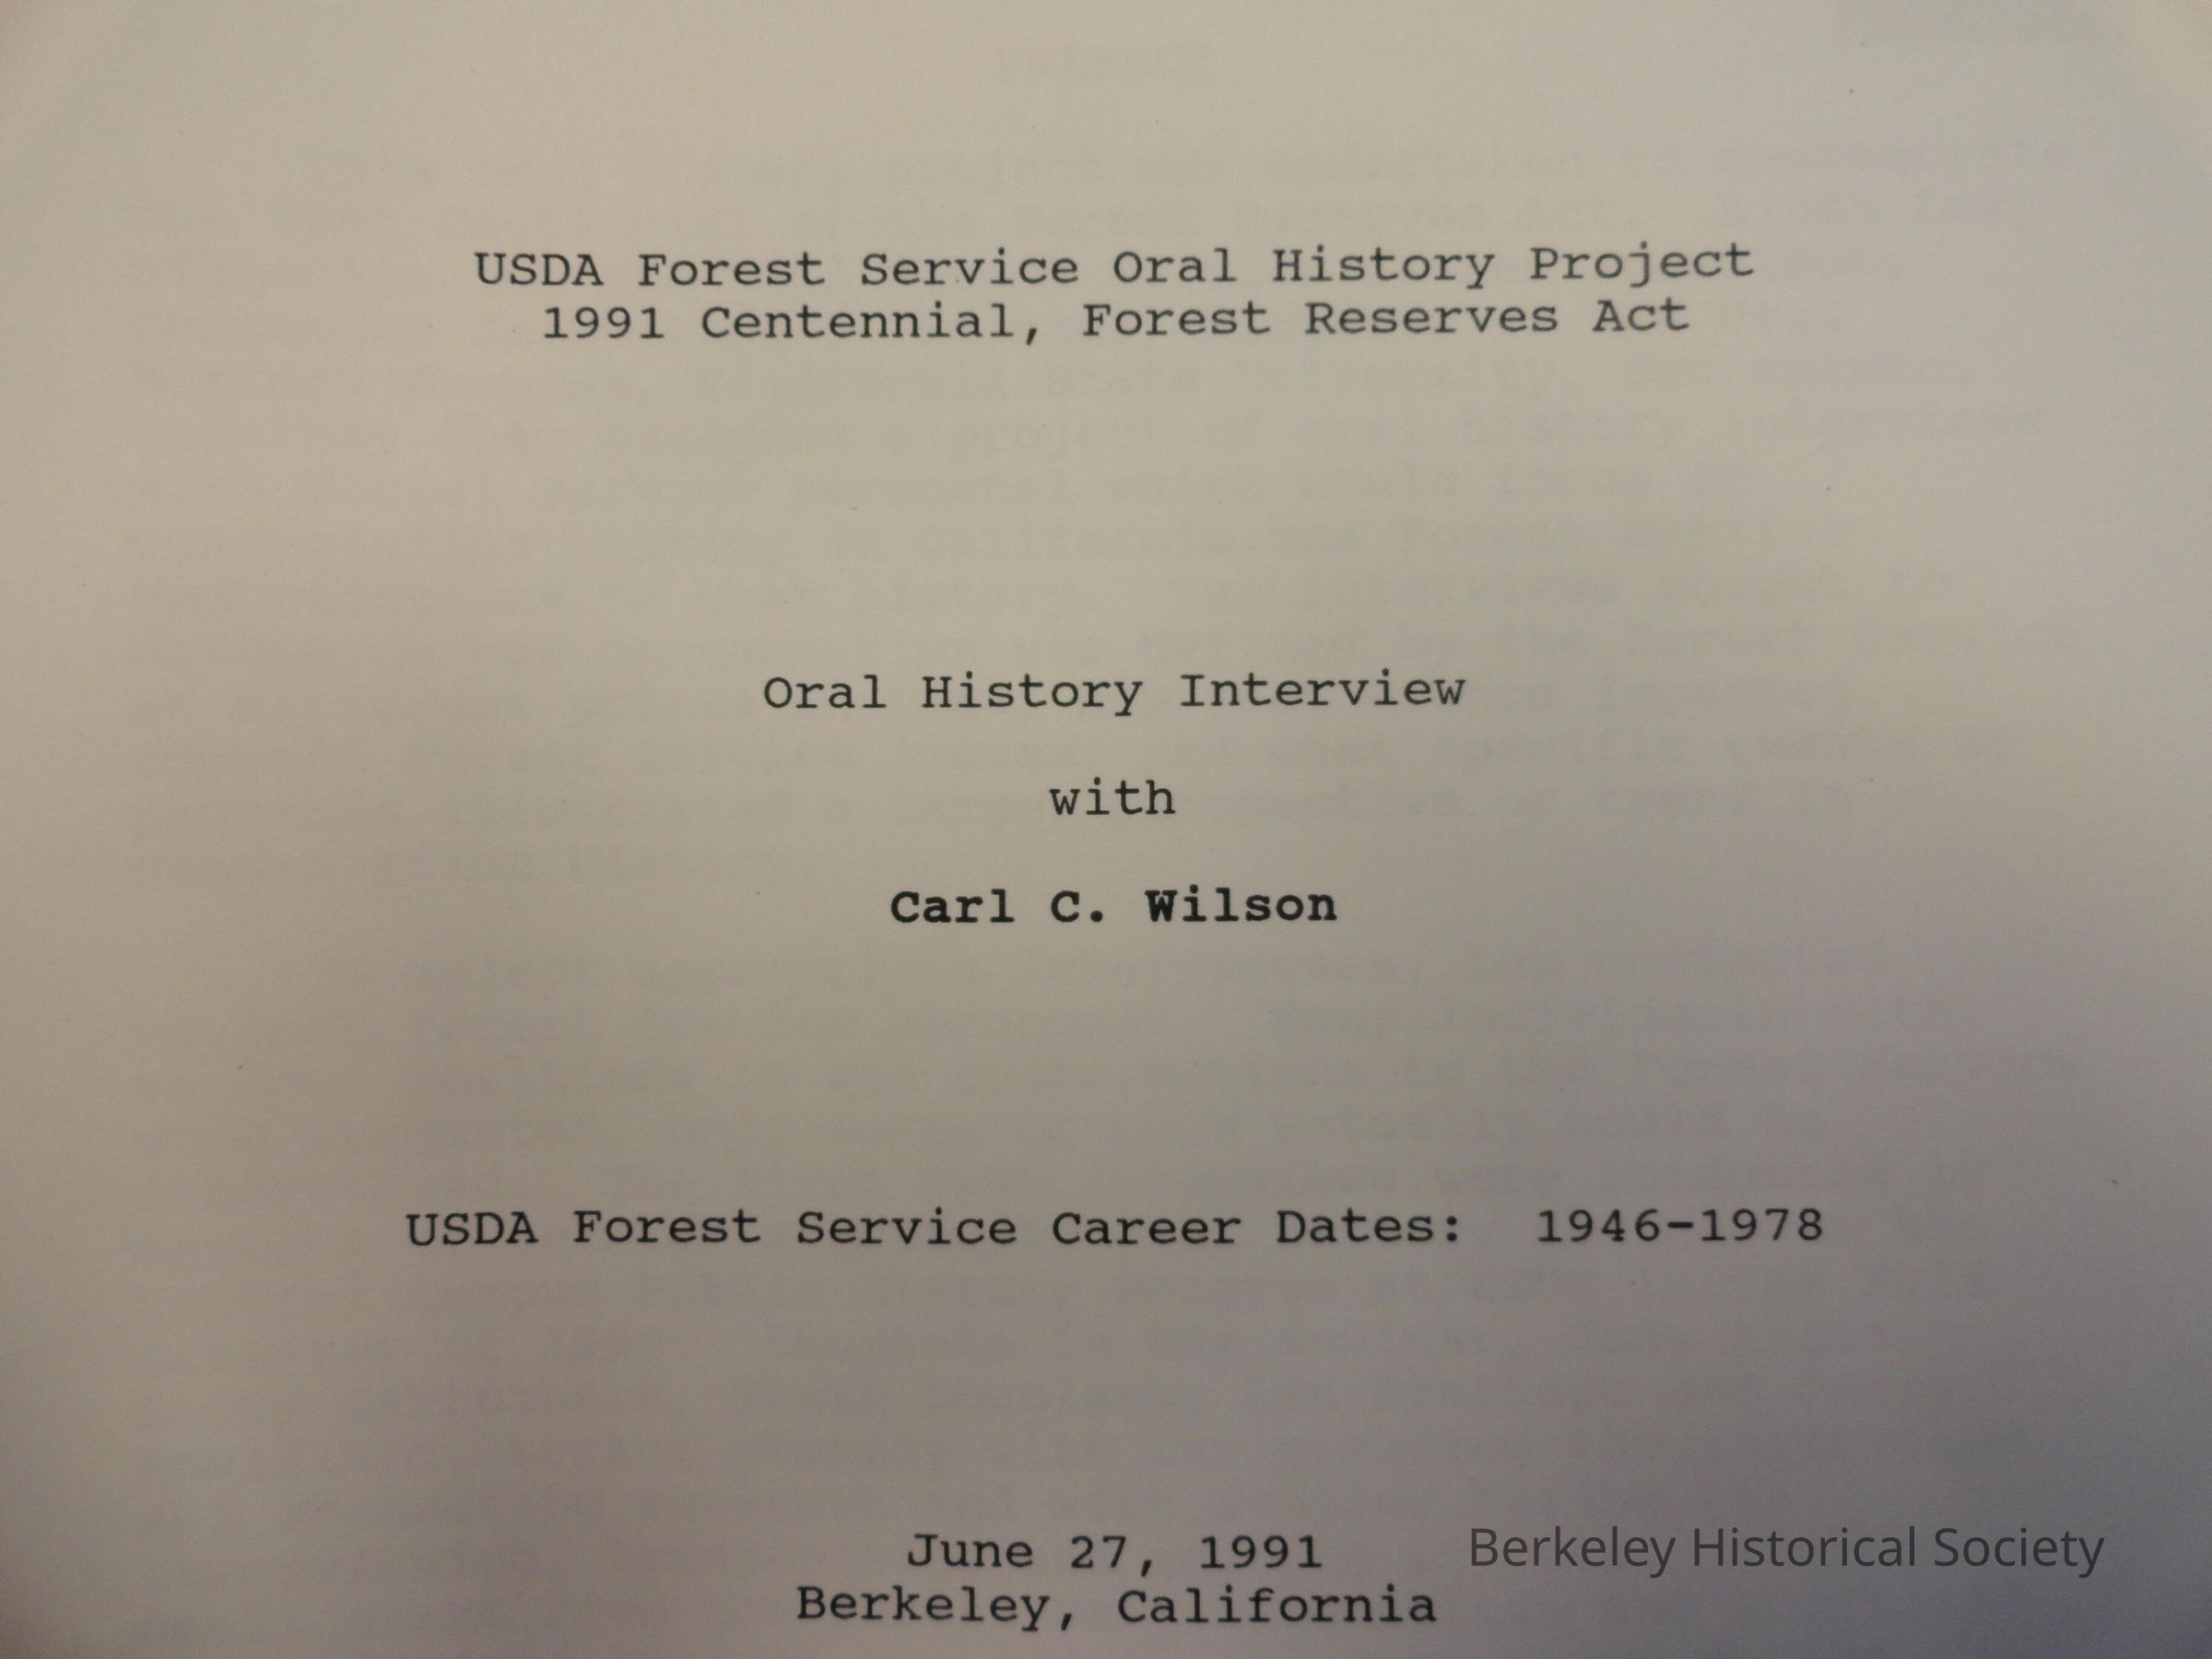 USDA Forest Service Oral History Project
1991 Centennial, Forest Reserves Act
Oral History Interview
with
Carl C. Wilson
USDA Forest Service Career Dates: 1946-1978
June 27, 1991
Berkeley, California
Berkeley Historical Society